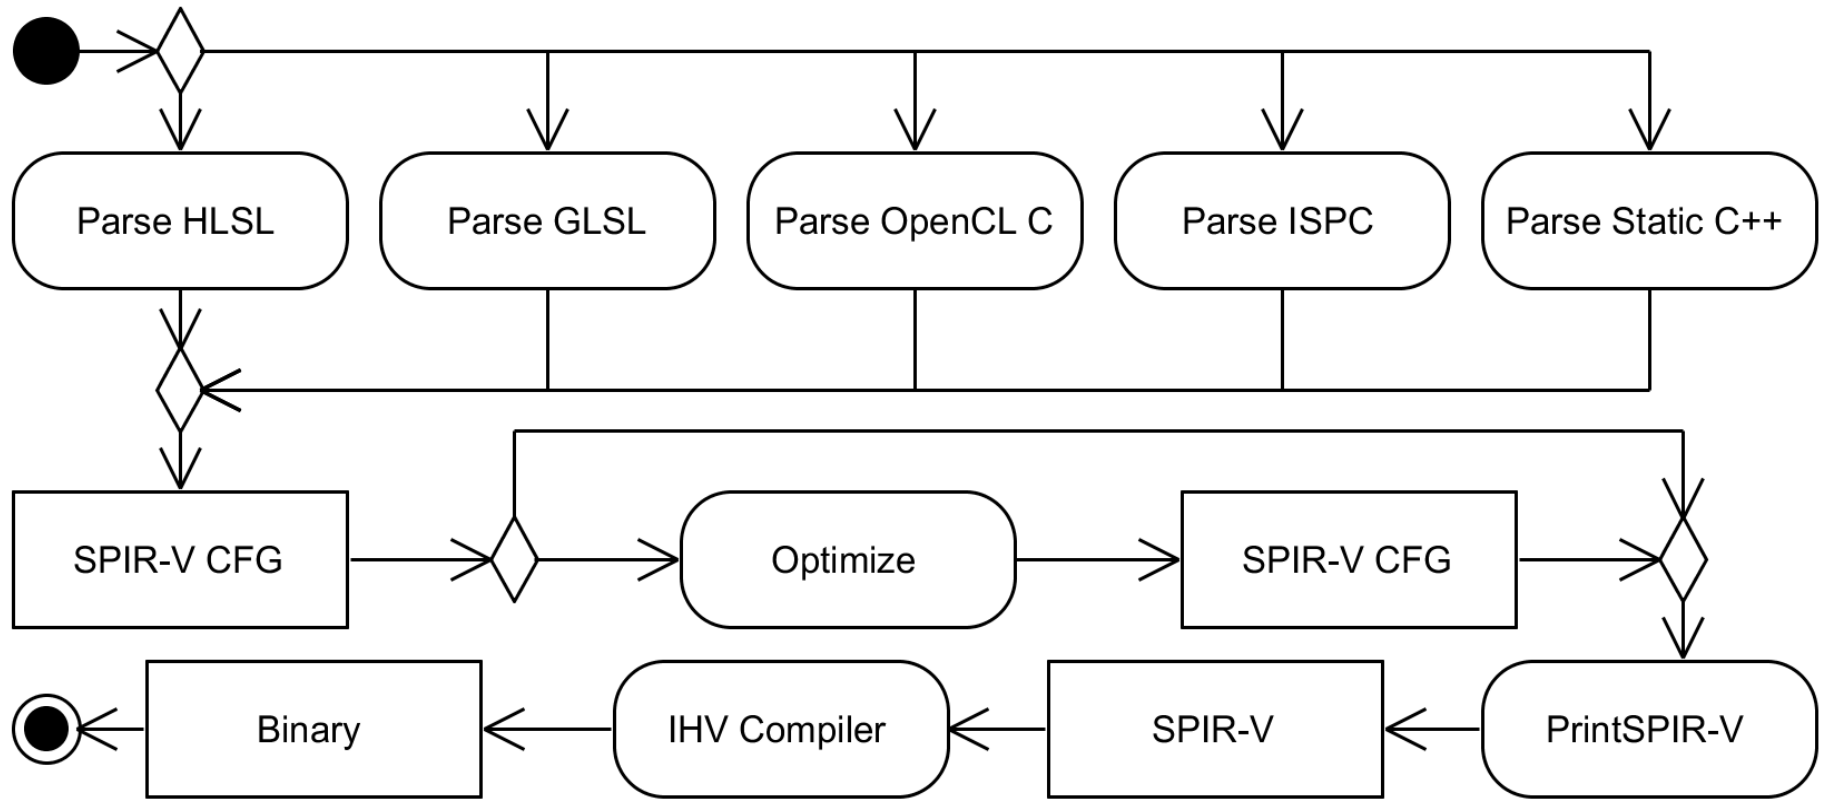 Parse HLSL
Parse GLSL
Parse OpenCL C
Parse ISPC
Parse Static C++
SPIR-V CFG
Optimize
SPIR-V CFG
Binary
IHV Compiler
SPIR-V
PrintSPIR-V